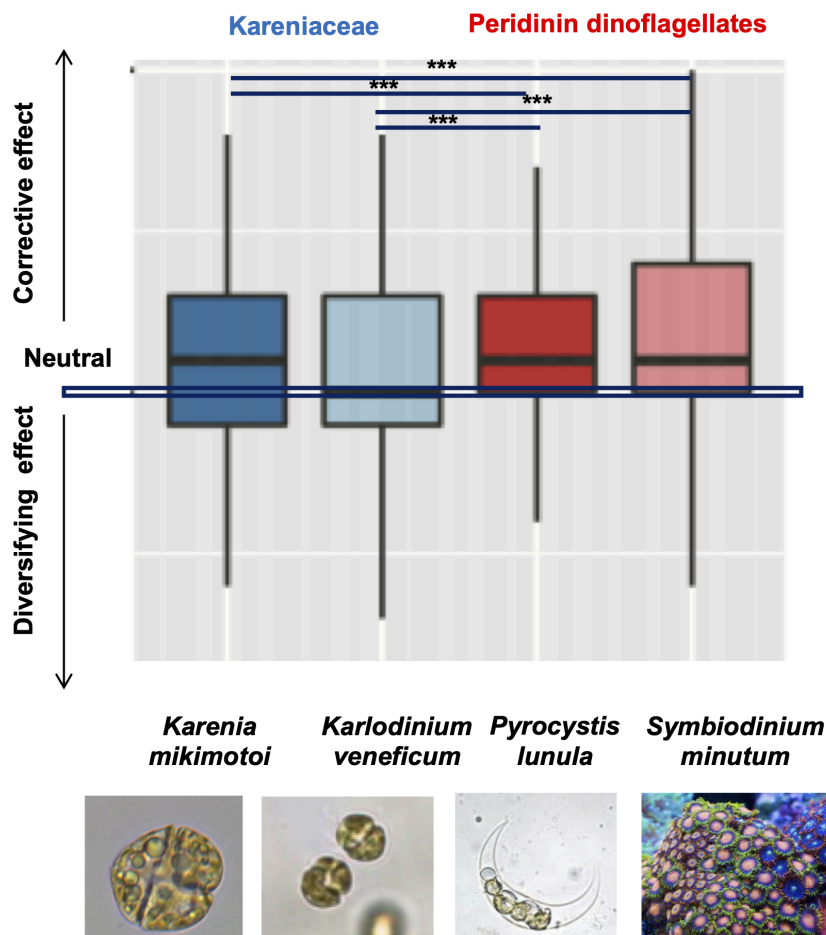 Kareniaceae
Peridinin dinoflagellates
Corrective effect
Neutral
Diversifying effect
***
***
***
***
Karenia
mikimotoi
Karlodinium
veneficum
Pyrocystis
lunula
Symbiodinium
minutum